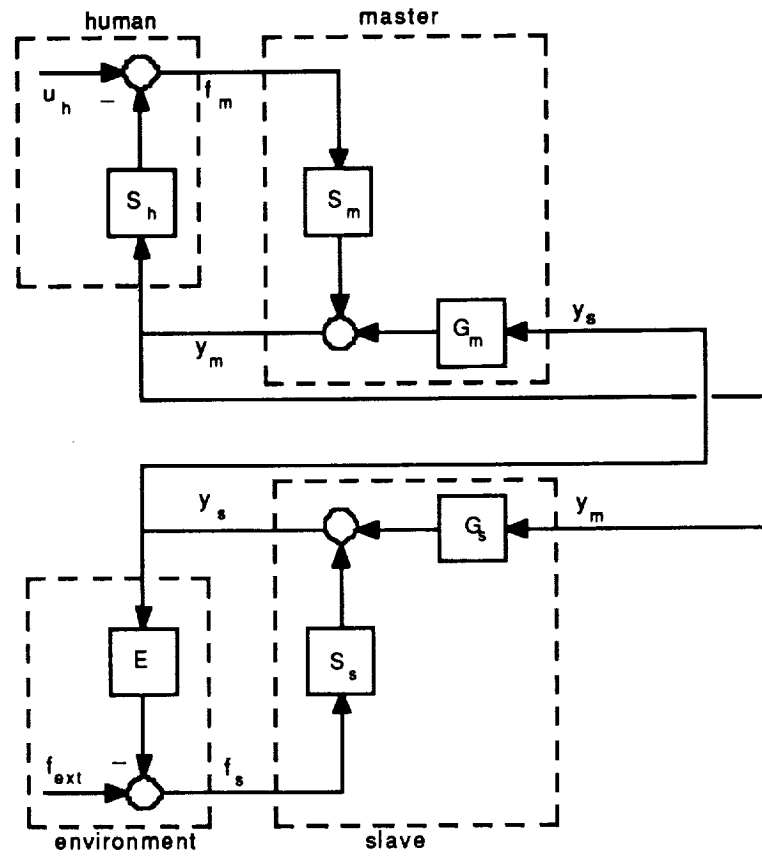 human
master
u_h
−
f_m
S_h
S_m
G_m
y_s
y_m
y_s
G_s
y_m
E
S_s
−
f_ext
f_s
environment
slave